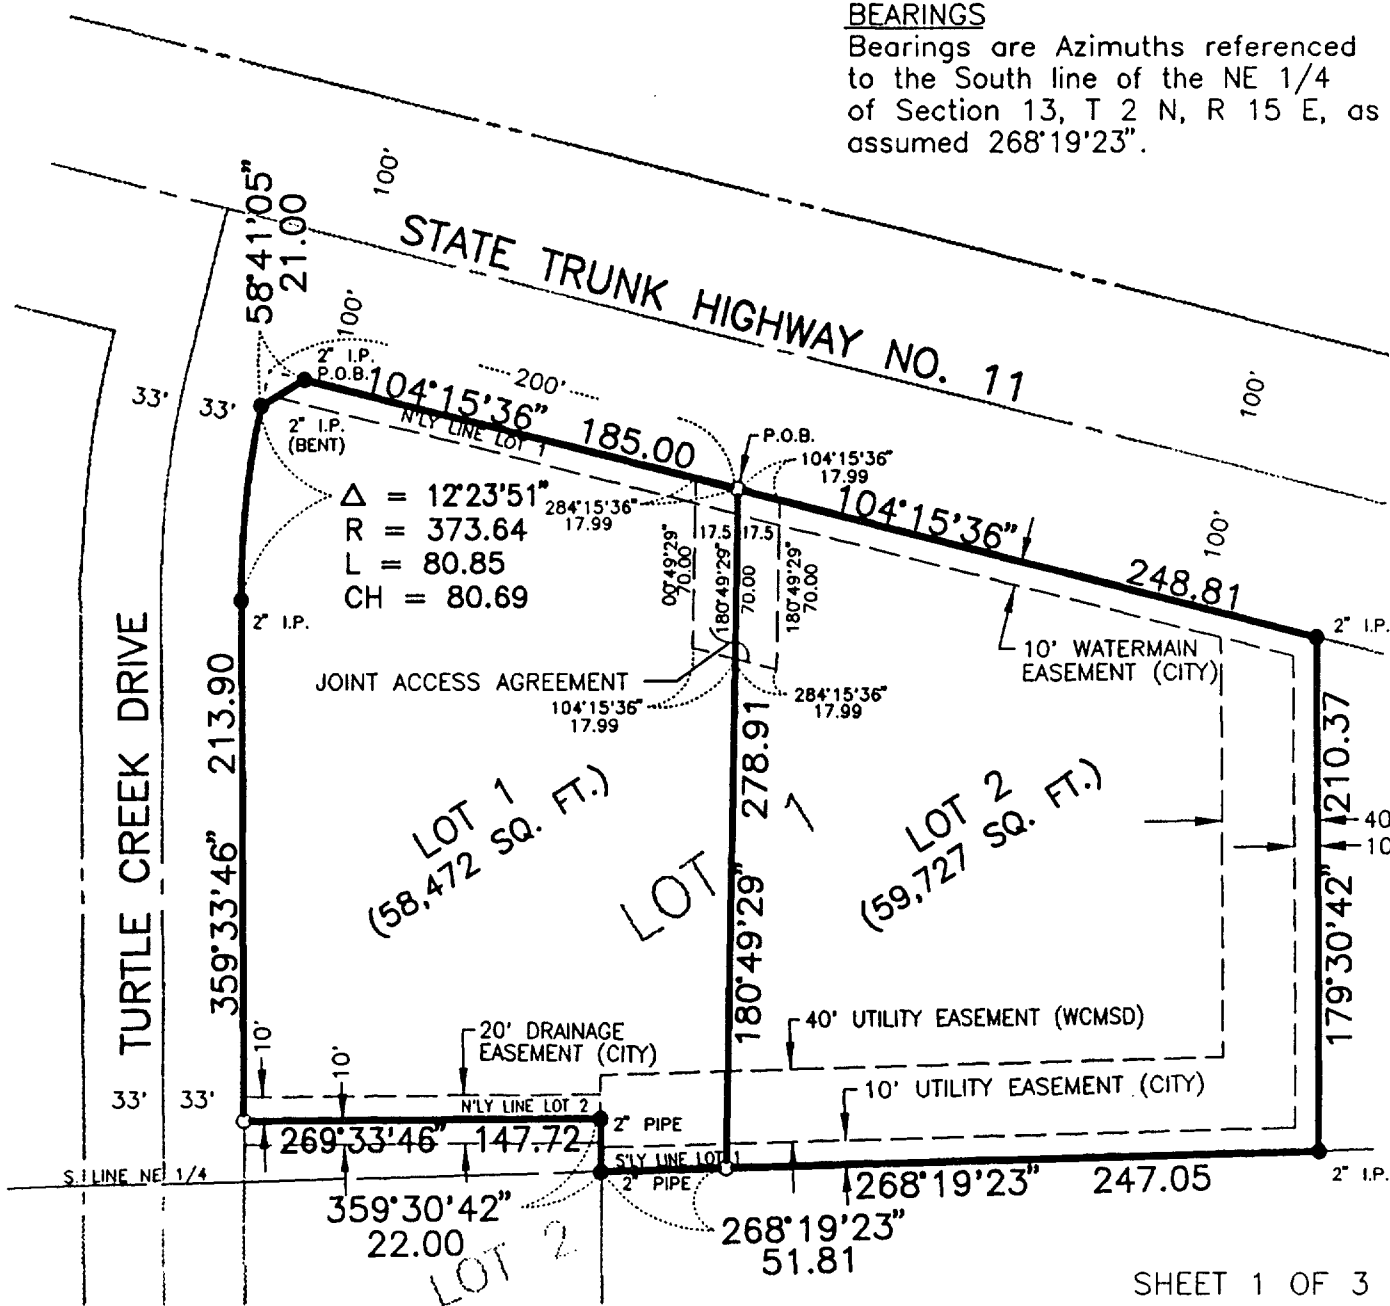 BEARINGS
Bearings are Azimuths referenced
to the South line of the NE 1/4
of Section 13, T 2 N, R 15 E, as
assumed 268°19'23".
100'
58°41'05"
21.00
STATE TRUNK HIGHWAY NO. 11
100'
100'
2" I.P.
P.O.B.
33' 33'
2" I.P.
(BENT)
104°15'36" 185.00
200'
N'LY LINE LOT 1
P.O.B.
104°15'36"
17.99
284°15'36"
17.99
104°15'36" 248.81
100'
Δ = 12°23'51"
R = 373.64
L = 80.85
CH = 80.69
17.5 17.5
00°49'29"
70.00
180°49'29"
70.00
180°49'29"
70.00
2" I.P.
2" I.P.
10' WATERMAIN
EASEMENT (CITY)
JOINT ACCESS AGREEMENT
104°15'36"
17.99
284°15'36"
17.99
TURTLE CREEK DRIVE
359°33'46" 213.90
LOT 1
(58,472 SQ. FT.)
LOT 1
180°49'29" 278.91
LOT 2
(59,727 SQ. FT.)
179°30'42" 210.37
40
10
20' DRAINAGE
EASEMENT (CITY)
40' UTILITY EASEMENT (WCMSD)
10' UTILITY EASEMENT (CITY)
10'
10'
33' 33'
N'LY LINE LOT 2
2" PIPE
269°33'46" 147.72
S'LY LINE LOT 1
2" PIPE
S. LINE NE 1/4
359°30'42"
22.00
268°19'23"
51.81
268°19'23" 247.05
2" I.P.
LOT 2
SHEET 1 OF 3